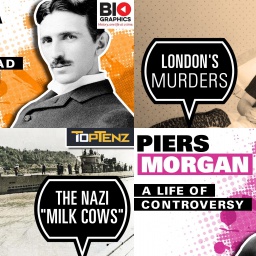 BIO
GRAPHICS
AD
LONDON'S
MURDERS
TOPTENZ
THE NAZI
"MILK COWS"
PIERS
MORGAN
A LIFE OF
CONTROVERSY